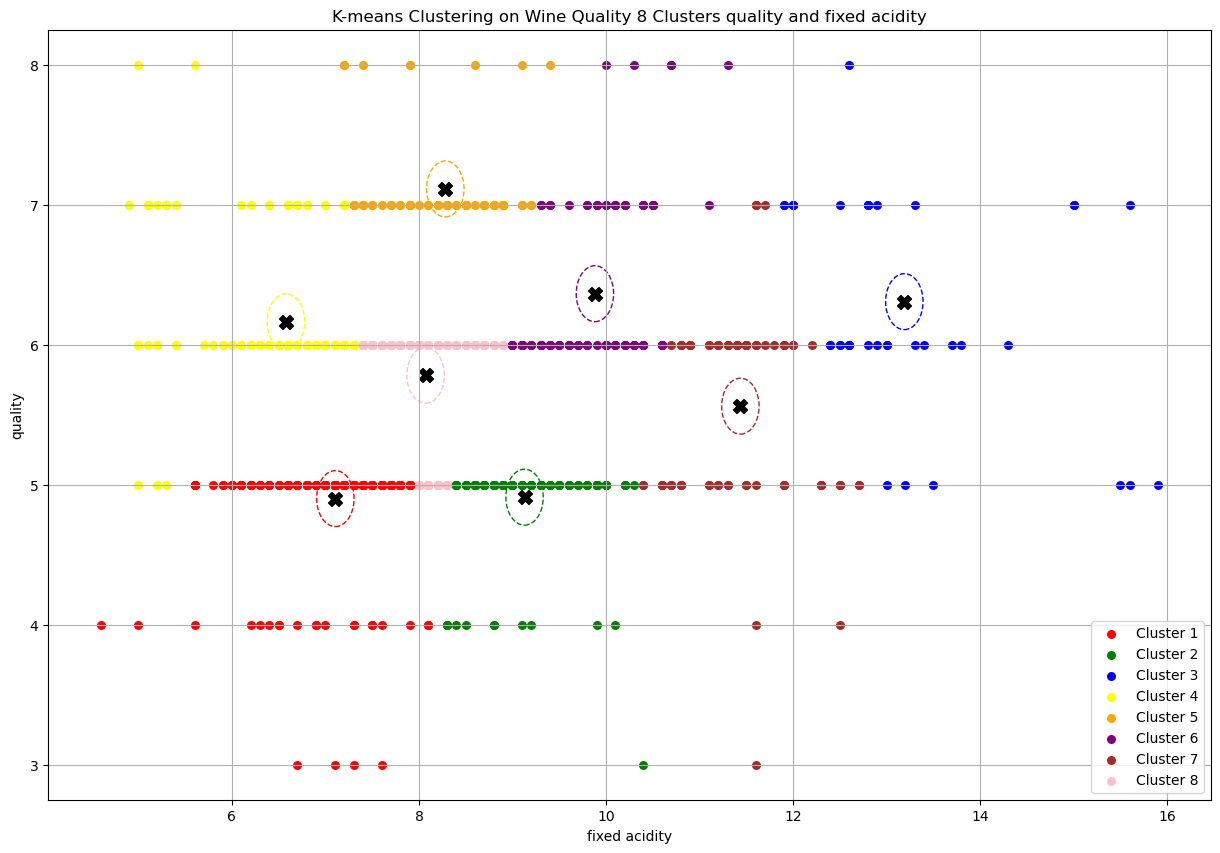 K-means Clustering on Wine Quality 8 Clusters quality and fixed acidity
8
7
6
5
4
3
quality
6
8
10
12
14
16
fixed acidity
Cluster 1
Cluster 2
Cluster 3
Cluster 4
Cluster 5
Cluster 6
Cluster 7
Cluster 8